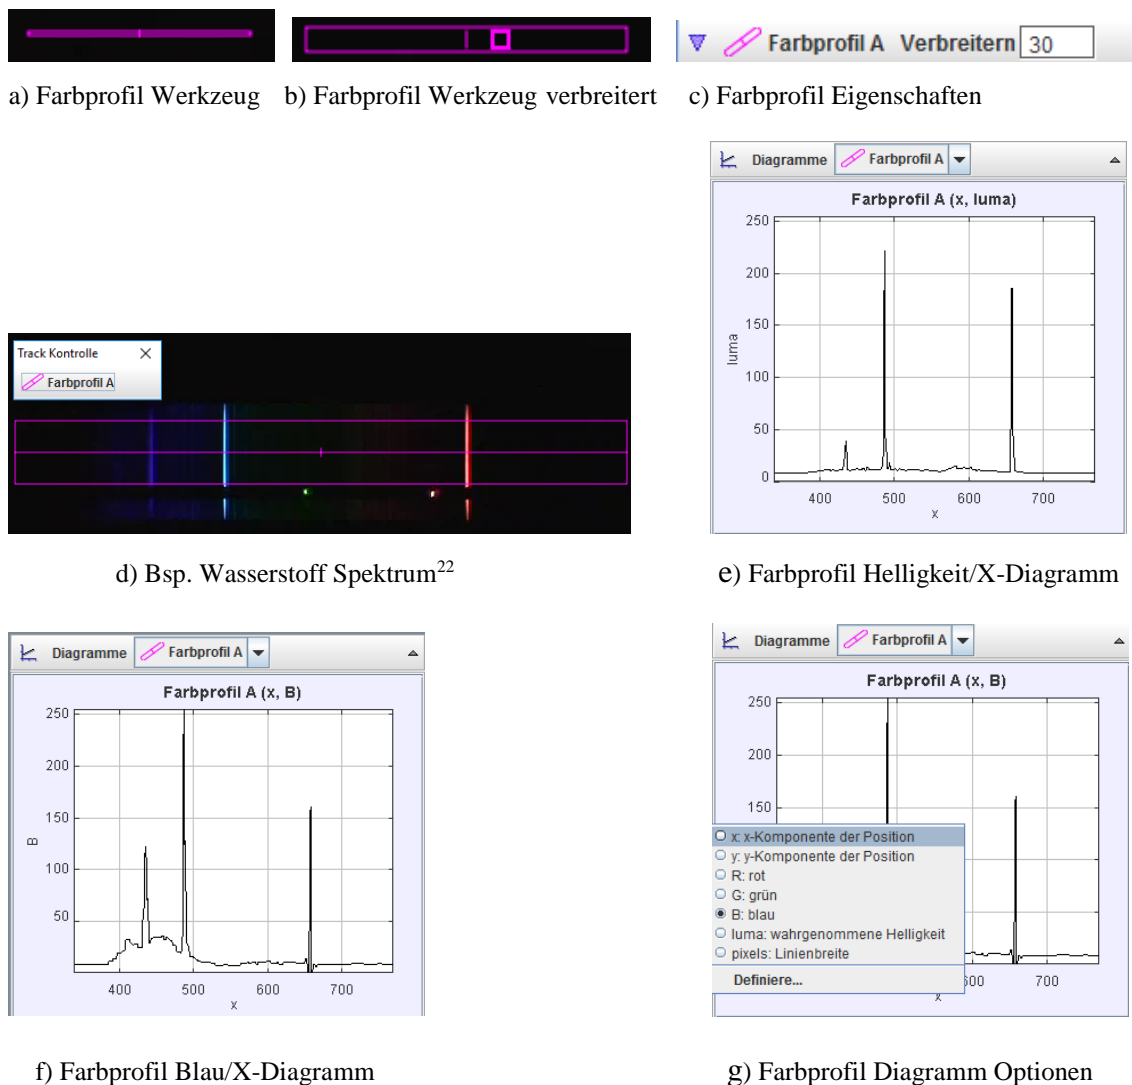 Farbprofil A Verbreitern 30
a) Farbprofil Werkzeug b) Farbprofil Werkzeug verbreitert c) Farbprofil Eigenschaften
Diagramme Farbprofil A
Farbprofil A (x, luma)
250
200
150
100
50
0
luma
400 500 600 700
x
Track Kontrolle
Farbprofil A
d) Bsp. Wasserstoff Spektrum22
e) Farbprofil Helligkeit/X-Diagramm
Diagramme Farbprofil A
Farbprofil A (x, B)
250
200
150
100
50
B
400 500 600 700
x
Diagramme Farbprofil A
Farbprofil A (x, B)
250
200
150
x: x-Komponente der Position
y: y-Komponente der Position
R: rot
G: grün
B: blau
luma: wahrgenommene Helligkeit
pixels: Linienbreite
Definiere...
600 700
x
f) Farbprofil Blau/X-Diagramm
g) Farbprofil Diagramm Optionen